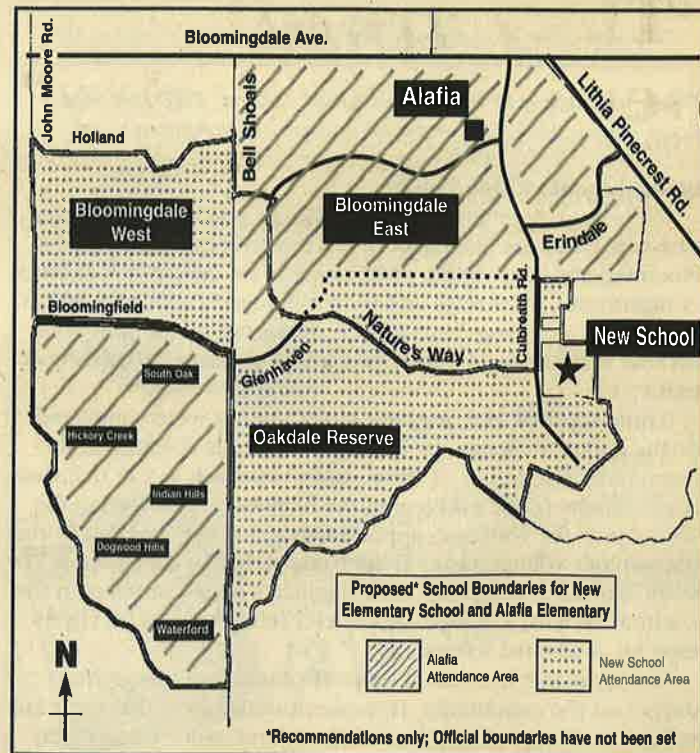 Bloomingdale Ave.
John Moore Rd.
Holland
Bell Shoals
Alafia
Lithia Pinecrest Rd.
Bloomingdale
West
Bloomingdale
East
Erindale
Bloomingfield
Culbreath Rd.
Nature's Way
New School
Glenhaven
South Oak
Hickory Creek
Oakdale Reserve
Indian Hills
Dogwood Hills
Waterford
Proposed* School Boundaries for New
Elementary School and Alafia Elementary
Alafia
Attendance Area
New School
Attendance Area
N
*Recommendations only; Official boundaries have not been set